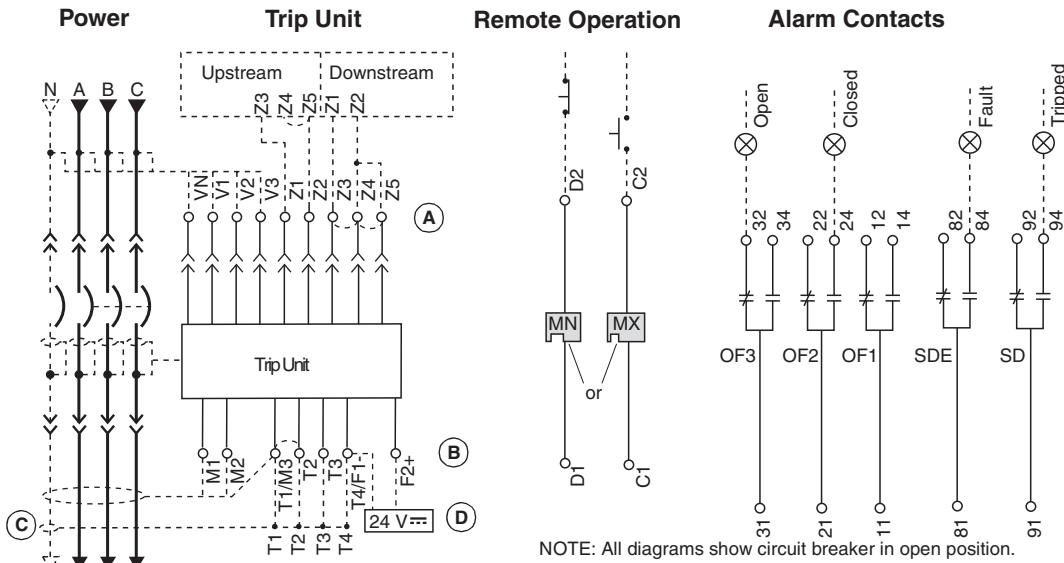 Power
Trip Unit
Remote Operation
Alarm Contacts
N A B C
Upstream
Downstream
Z3
Z4
Z5
Z1
Z2
VN
V1
V2
V3
Z1
Z2
Z3
Z4
Z5
A
Trip Unit
M1
M2
T1/M3
T2
T3
T4/F1-
F2+
B
C
T1
T2
T3
T4
24 V
D
D2
C2
MN
MX
or
D1
C1
Open
Closed
Fault
Tripped
32
34
22
24
12
14
82
84
92
94
OF3
OF2
OF1
SDE
SD
31
21
11
81
91
NOTE: All diagrams show circuit breaker in open position.